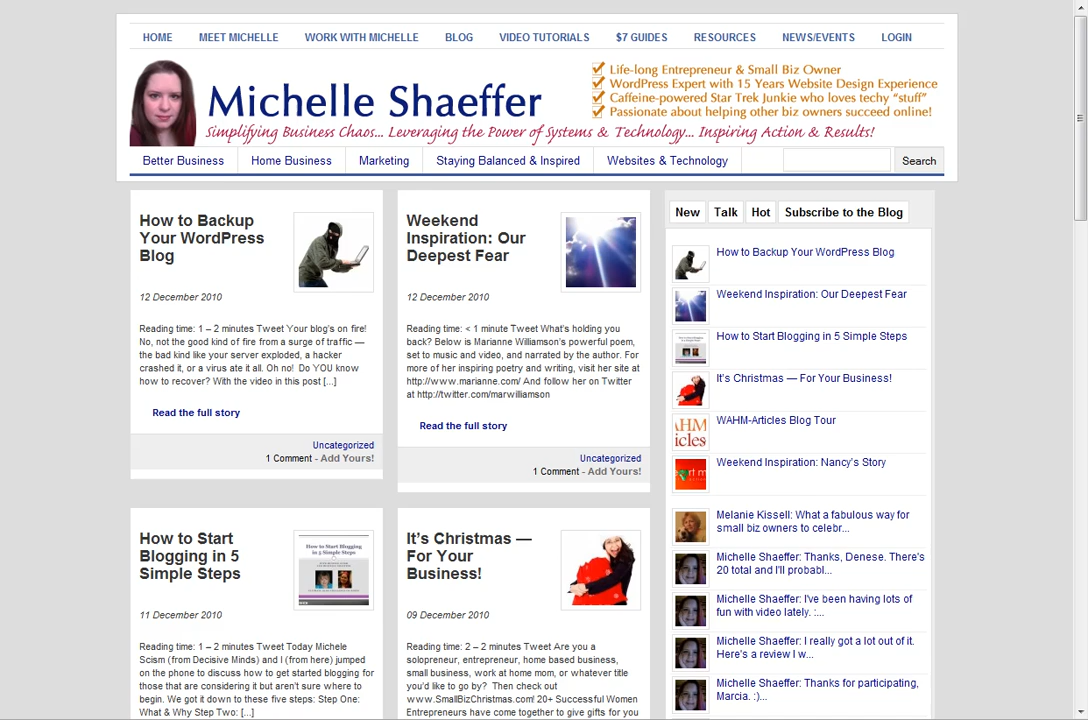 HOME MEET MICHELLE WORK WITH MICHELLE BLOG VIDEO TUTORIALS $7 GUIDES RESOURCES NEWS/EVENTS LOGIN
Michelle Shaeffer
Life-long Entrepreneur & Small Biz Owner
WordPress Expert with 15 Years Website Design Experience
Caffeine-powered Star Trek Junkie who loves techy “stuff”
Passionate about helping other biz owners succeed online!
Simplifying Business Chaos... Leveraging the Power of Systems & Technology... Inspiring Action & Results!
Better Business Home Business Marketing Staying Balanced & Inspired Websites & Technology Search
How to Backup
Your WordPress
Blog
12 December 2010
Reading time: 1 – 2 minutes Tweet Your blog's on fire!
No, not the good kind of fire from a surge of traffic —
the bad kind like your server exploded, a hacker
crashed it, or a virus ate it all. Oh no! Do YOU know
how to recover? With the video in this post [...]
Read the full story
Uncategorized
1 Comment - Add Yours!
Weekend
Inspiration: Our
Deepest Fear
12 December 2010
Reading time: < 1 minute Tweet What's holding you
back? Below is Marianne Williamson's powerful poem,
set to music and video, and narrated by the author. For
more of her inspiring poetry and writing, visit her site at
http://www.marianne.com/ And follow her on Twitter
at http://twitter.com/marwilliamson
Read the full story
Uncategorized
1 Comment - Add Yours!
How to Start
Blogging in 5
Simple Steps
How to Start Blogging
in 5 Simple Steps
11 December 2010
Reading time: 1 – 2 minutes Tweet Today Michele
Scism (from Decisive Minds) and I (from here) jumped
on the phone to discuss how to get started blogging for
those that are considering it but aren't sure where to
begin. We got it down to these five steps: Step One:
What & Why Step Two: [...]
It's Christmas —
For Your
Business!
09 December 2010
Reading time: 2 – 2 minutes Tweet Are you a
solopreneur, entrepreneur, home based business,
small business, work at home mom, or whatever title
you'd like to go by? Then check out
www.SmallBizChristmas.com! 20+ Successful Women
Entrepreneurs have come together to give gifts for you
New Talk Hot Subscribe to the Blog
How to Backup Your WordPress Blog
Weekend Inspiration: Our Deepest Fear
How to Start Blogging in 5 Simple Steps
It's Christmas — For Your Business!
AHM
icles
WAHM-Articles Blog Tour
Weekend Inspiration: Nancy's Story
Melanie Kissell: What a fabulous way for
small biz owners to celebr...
Michelle Shaeffer: Thanks, Denese. There's
20 total and I'll probabl...
Michelle Shaeffer: I've been having lots of
fun with video lately. :...
Michelle Shaeffer: I really got a lot out of it.
Here's a review I w...
Michelle Shaeffer: Thanks for participating,
Marcia. :)...